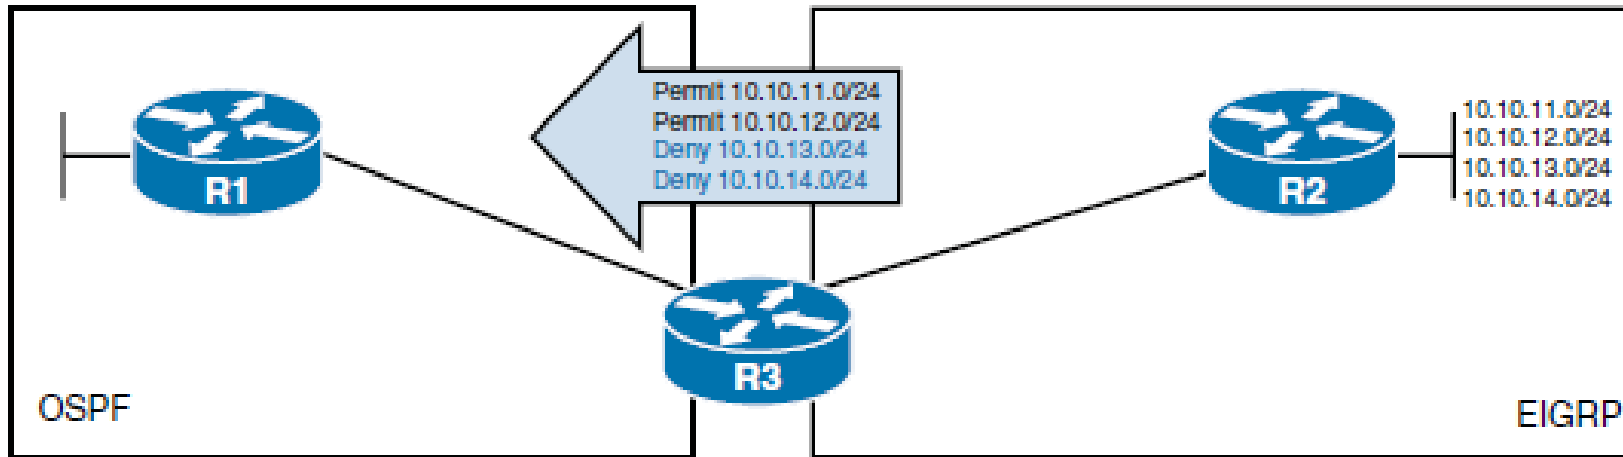 Permit 10.10.11.0/24
Permit 10.10.12.0/24
Deny 10.10.13.0/24
Deny 10.10.14.0/24
R1
R2
10.10.11.0/24
10.10.12.0/24
10.10.13.0/24
10.10.14.0/24
R3
OSPF
EIGRP